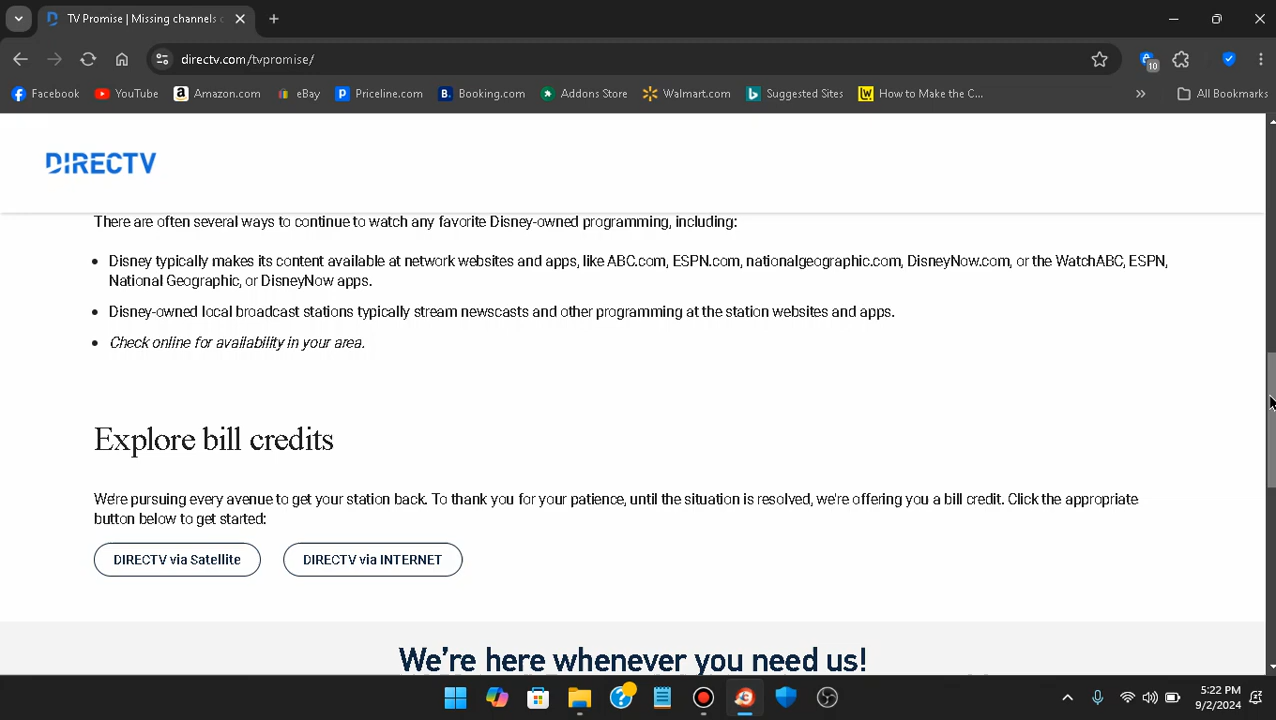 TV Promise | Missing channels
directv.com/tvpromise/
10
Facebook YouTube Amazon.com eBay Priceline.com Booking.com Addons Store Walmart.com Suggested Sites How to Make the C... » All Bookmarks
DIRECTV
There are often several ways to continue to watch any favorite Disney-owned programming, including:
• Disney typically makes its content available at network websites and apps, like ABC.com, ESPN.com, nationalgeographic.com, DisneyNow.com, or the WatchABC, ESPN,
National Geographic, or DisneyNow apps.
• Disney-owned local broadcast stations typically stream newscasts and other programming at the station websites and apps.
• Check online for availability in your area.
Explore bill credits
We're pursuing every avenue to get your station back. To thank you for your patience, until the situation is resolved, we're offering you a bill credit. Click the appropriate
button below to get started:
DIRECTV via Satellite DIRECTV via INTERNET
We're here whenever you need us!
5:22 PM
9/2/2024